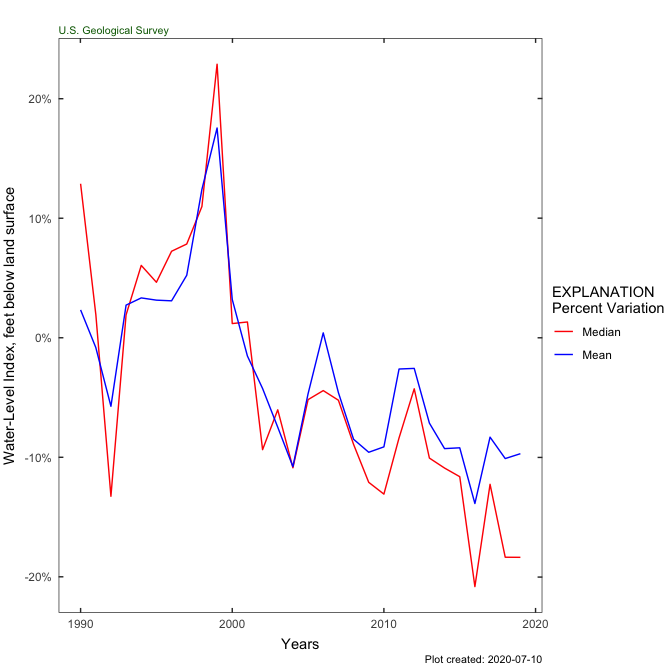 U.S. Geological Survey
20%
10%
0%
-10%
-20%
Water-Level Index, feet below land surface
1990
2000
2010
2020
Years
EXPLANATION
Percent Variation
Median
Mean
Plot created: 2020-07-10